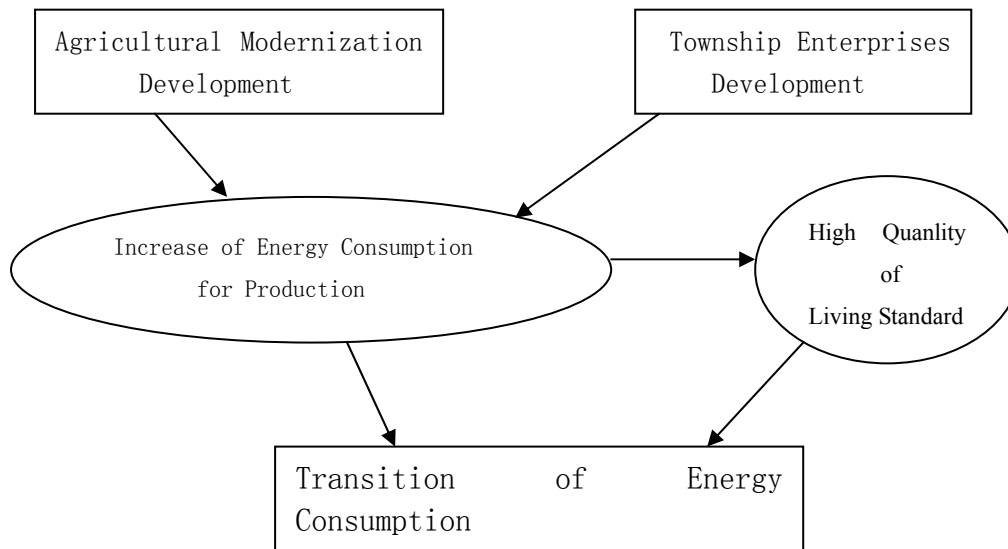 Agricultural Modernization
Development
Township Enterprises
Development
Increase of Energy Consumption
for Production
High Quanlity
of
Living Standard
Transition of Energy
Consumption